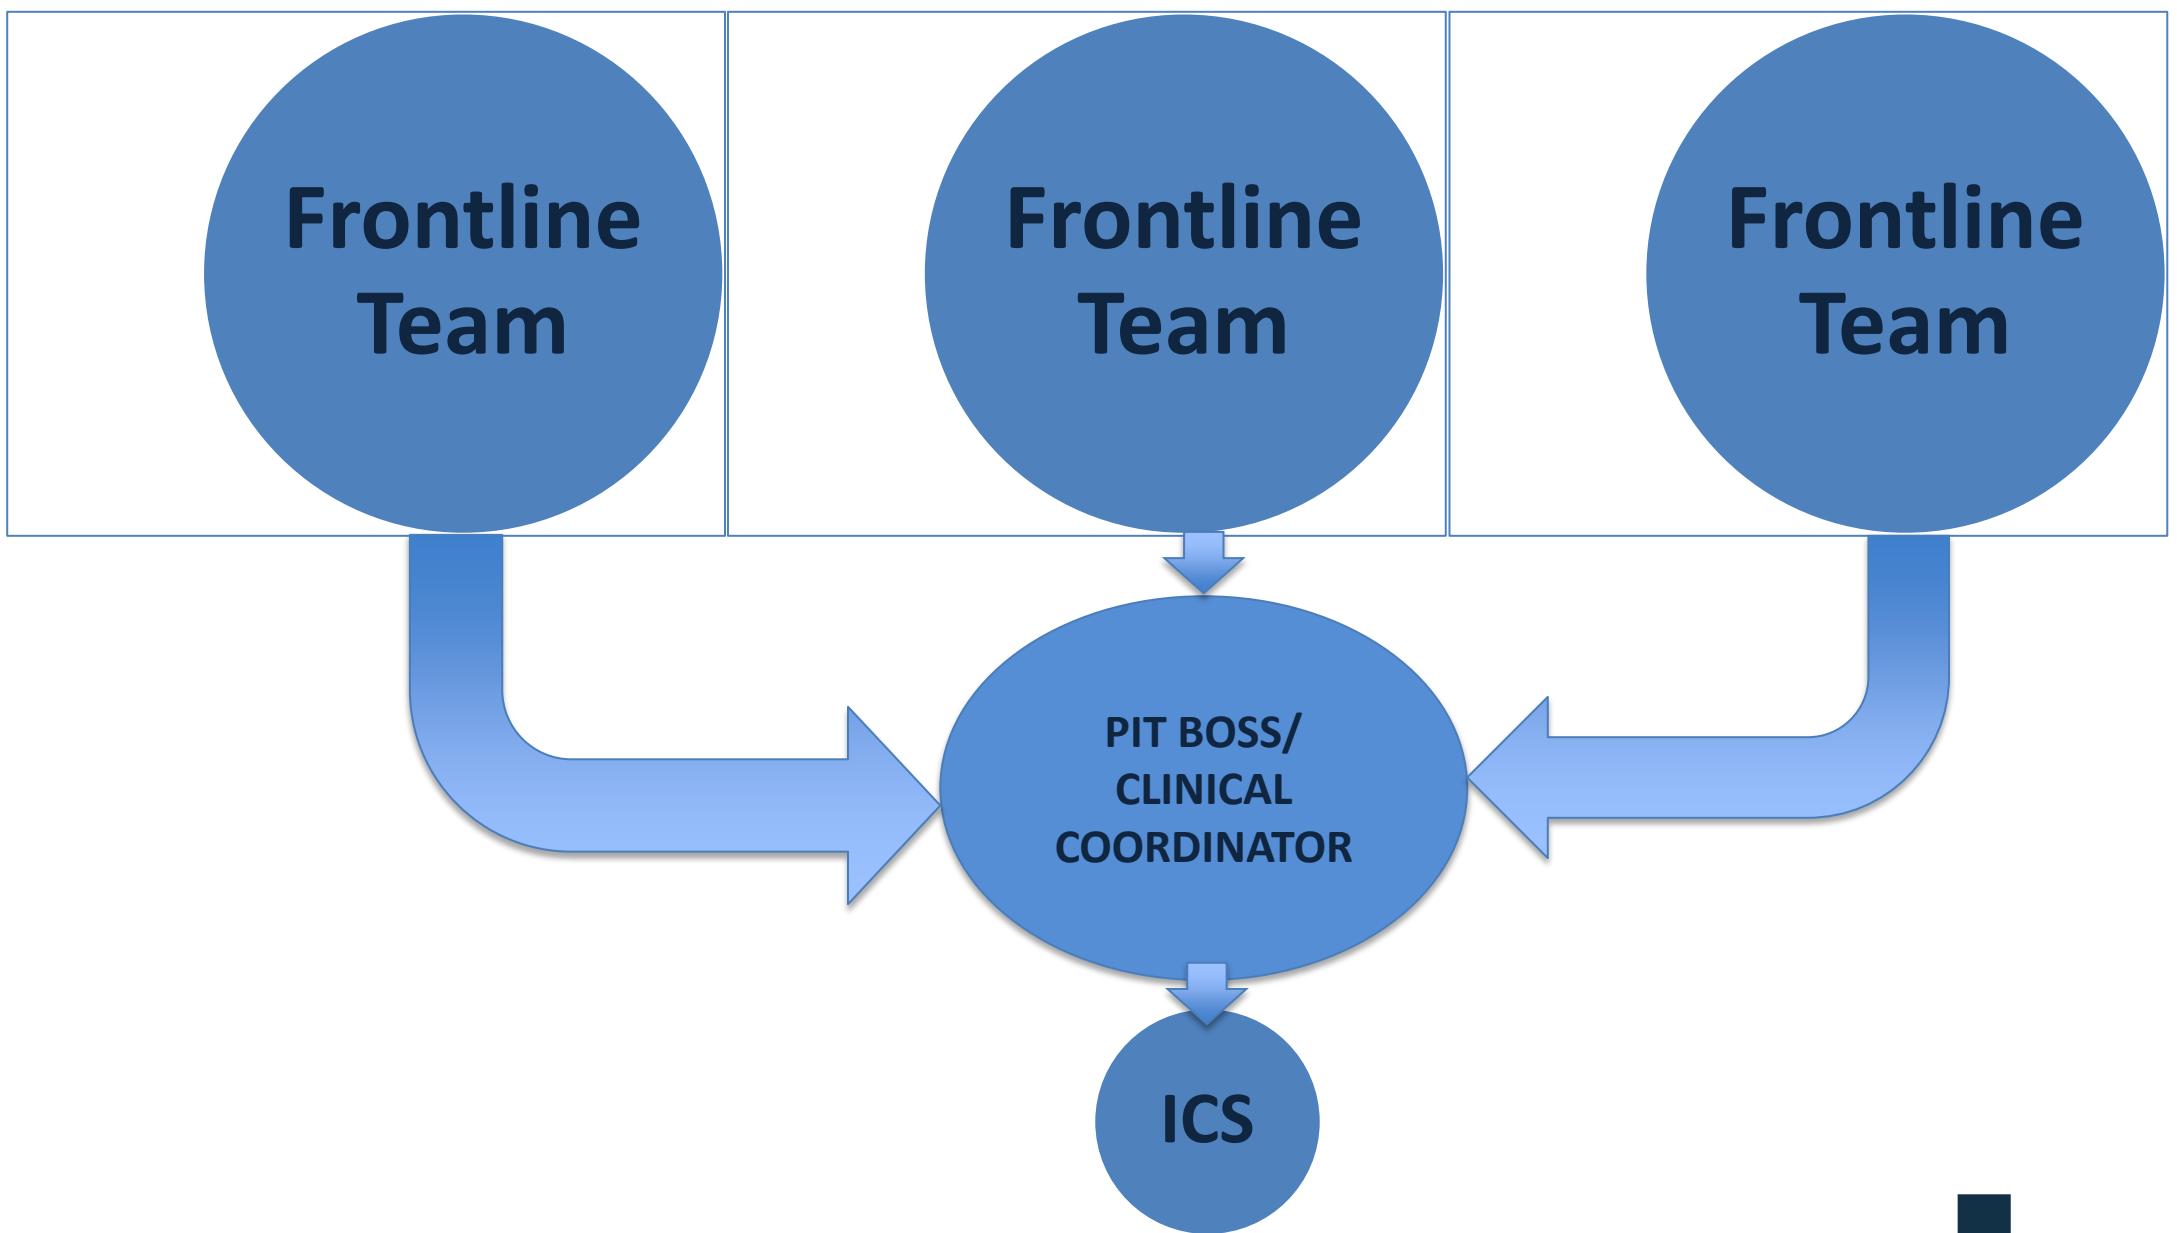 Frontline
Team
Frontline
Team
Frontline
Team
PIT BOSS/
CLINICAL
COORDINATOR
ICS